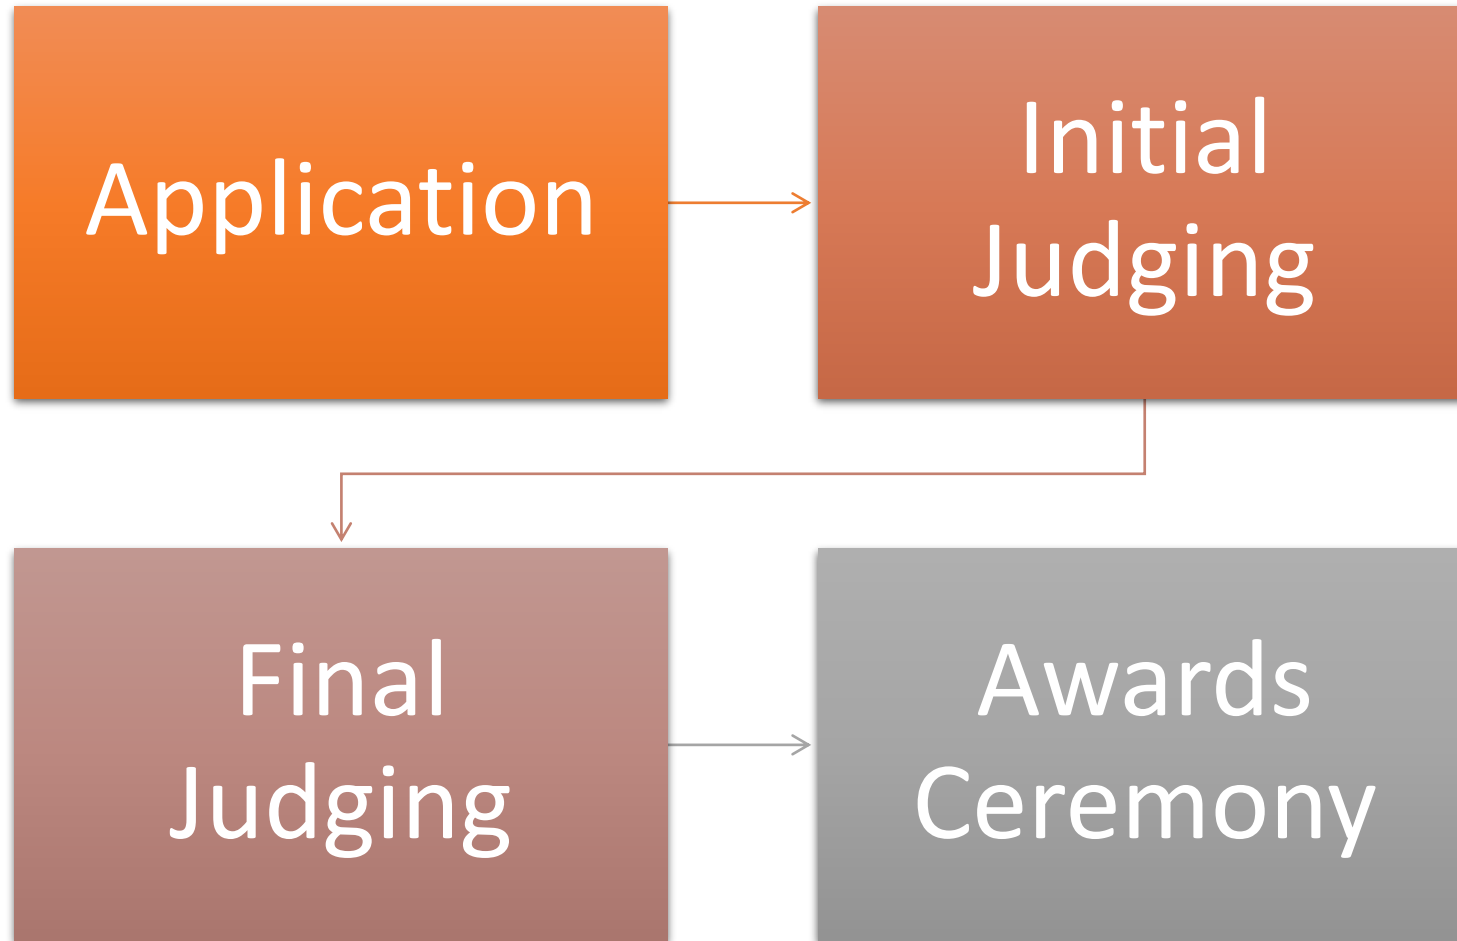 Application
Initial
Judging
Final
Judging
Awards
Ceremony